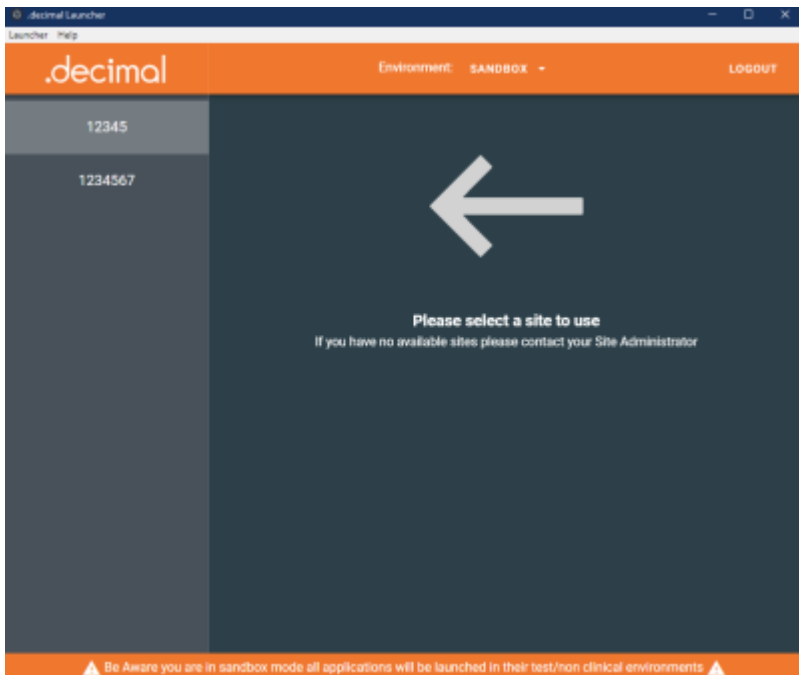 .decimal Launcher
Launcher Help
.decimal
Environment: SANDBOX
LOGOUT
12345
1234567
Please select a site to use
If you have no available sites please contact your Site Administrator
Be Aware you are in sandbox mode all applications will be launched in their test/non clinical environments